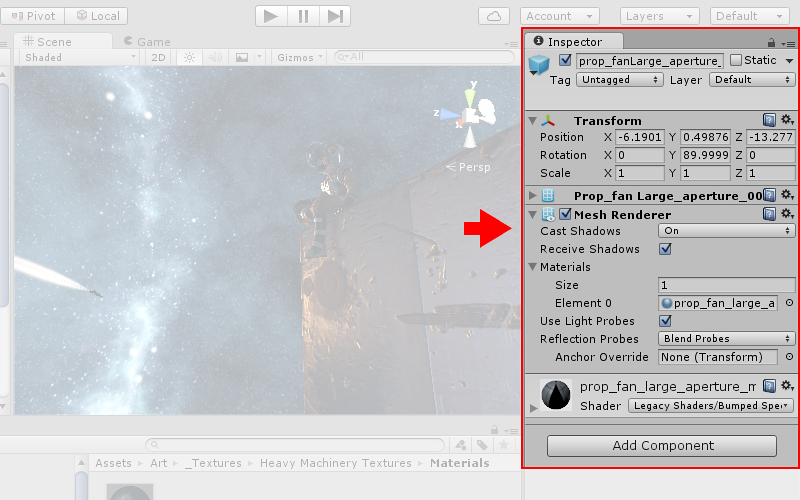 Pivot Local Account Layers Default
Scene Game
Shaded 2D Gizmos All
Inspector
prop_fanLarge_aperture_ Static
Tag Untagged Layer Default
Transform
Position X -6.1901 Y 0.49876 Z -13.277
Rotation X 0 Y 89.9999 Z 0
Scale X 1 Y 1 Z 1
Prop_fan Large_aperture_00
Mesh Renderer
Cast Shadows On
Receive Shadows
Materials
Size 1
Element 0 prop_fan_large_a
Use Light Probes
Reflection Probes Blend Probes
Anchor Override None (Transform)
prop_fan_large_aperture_m
Shader Legacy Shaders/Bumped Spe
Add Component
y
z x
< Persp
Assets ▸ Art ▸ _Textures ▸ Heavy Machinery Textures ▸ Materials